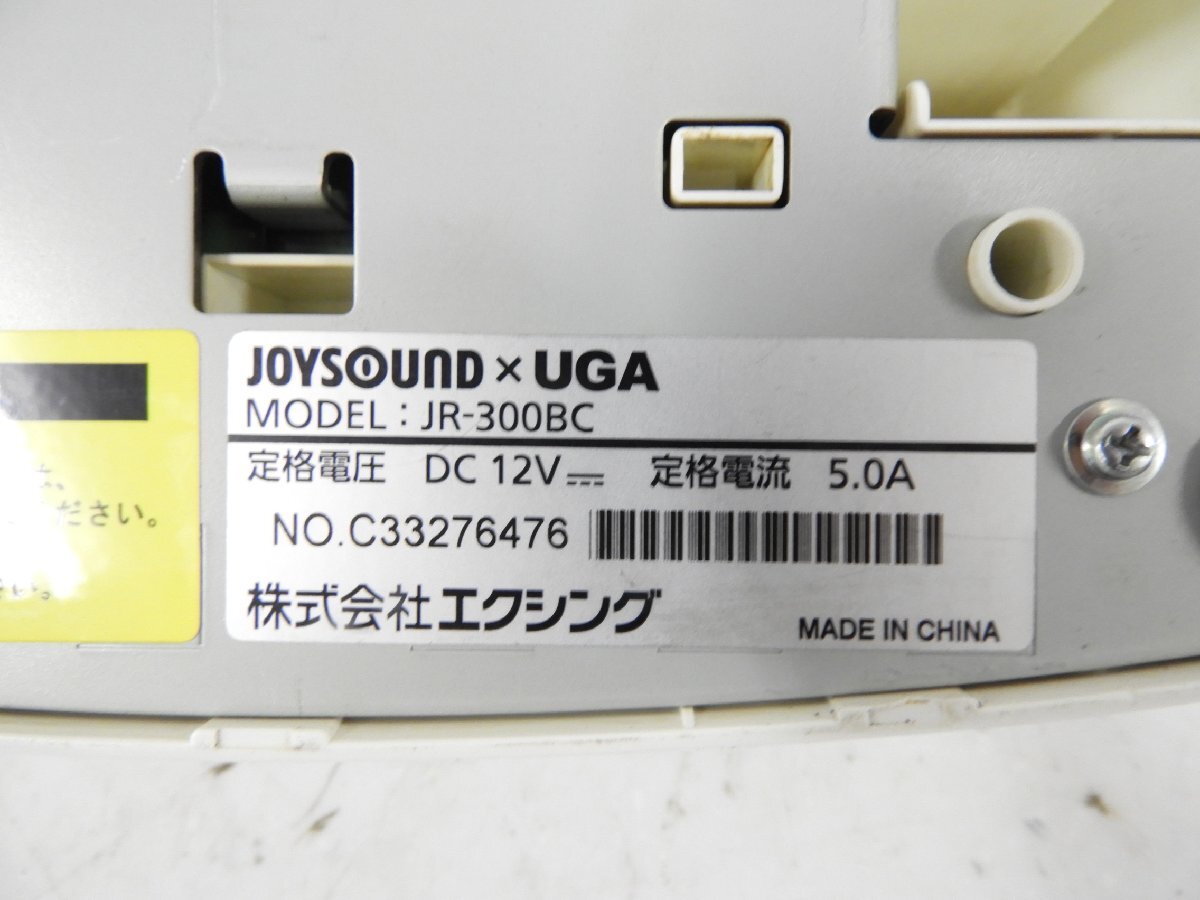 JOYSOUND × UGA
MODEL : JR-300BC
定格電圧 DC 12V 定格電流 5.0A
NO.C33276476
株式会社エクシング
MADE IN CHINA
ださい。